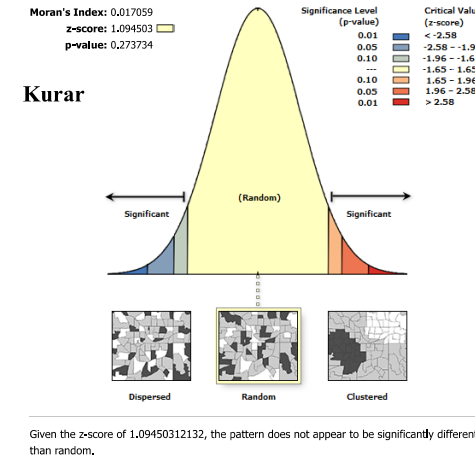 Moran's Index: 0.017059
z-score: 1.094503
p-value: 0.273734
Kurar
Significance Level
(p-value)
0.01
0.05
0.10
---
0.10
0.05
0.01
Critical Valu
(z-score)
< -2.58
-2.58 - -1.9
-1.96 - -1.6
-1.65 - 1.65
1.65 - 1.96
1.96 - 2.58
> 2.58
(Random)
Significant
Significant
Dispersed
Random
Clustered
Given the z-score of 1.09450312132, the pattern does not appear to be significantly different
than random.